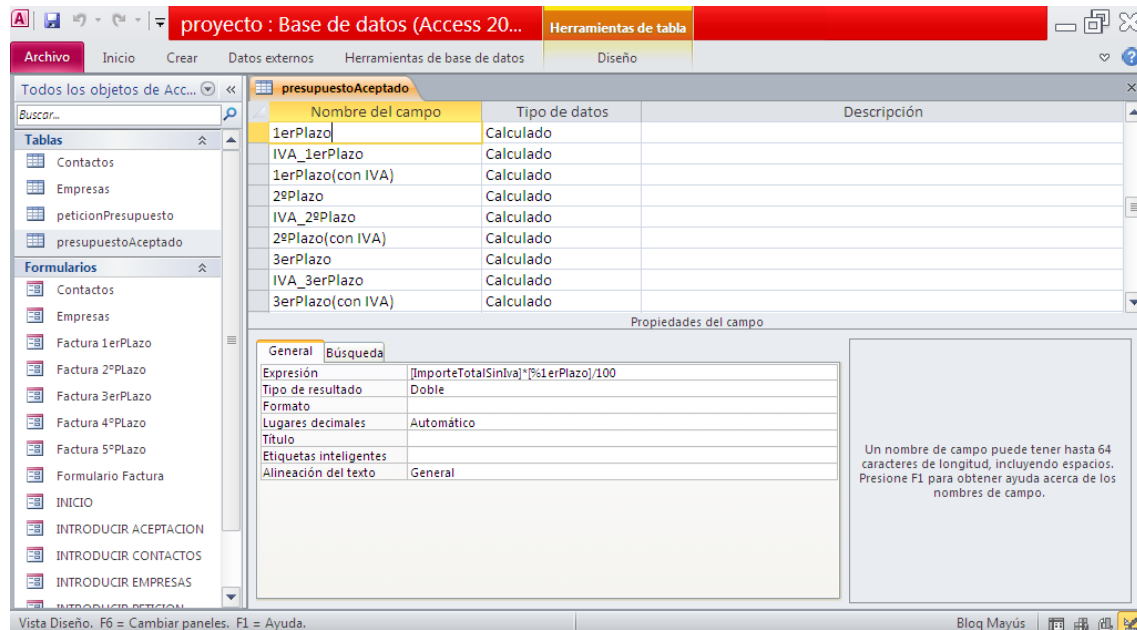 proyecto : Base de datos (Access 20...
Herramientas de tabla
Archivo Inicio Crear Datos externos Herramientas de base de datos Diseño
Todos los objetos de Acc...
Buscar...
Tablas
Contactos
Empresas
peticionPresupuesto
presupuestoAceptado
Formularios
Contactos
Empresas
Factura 1erPLazo
Factura 2ºPLazo
Factura 3erPLazo
Factura 4ºPLazo
Factura 5ºPLazo
Formulario Factura
INICIO
INTRODUCIR ACEPTACION
INTRODUCIR CONTACTOS
INTRODUCIR EMPRESAS
INTRODUCIR PETICION
presupuestoAceptado
Nombre del campo Tipo de datos Descripción
1erPlazo Calculado
IVA_1erPlazo Calculado
1erPlazo(con IVA) Calculado
2ºPlazo Calculado
IVA_2ºPlazo Calculado
2ºPlazo(con IVA) Calculado
3erPlazo Calculado
IVA_3erPlazo Calculado
3erPlazo(con IVA) Calculado
Propiedades del campo
General Búsqueda
Expresión [ImporteTotalSinIva]*[%1erPlazo]/100
Tipo de resultado Doble
Formato
Lugares decimales Automático
Título
Etiquetas inteligentes
Alineación del texto General
Un nombre de campo puede tener hasta 64
caracteres de longitud, incluyendo espacios.
Presione F1 para obtener ayuda acerca de los
nombres de campo.
Vista Diseño. F6 = Cambiar paneles. F1 = Ayuda.
Bloq Mayús